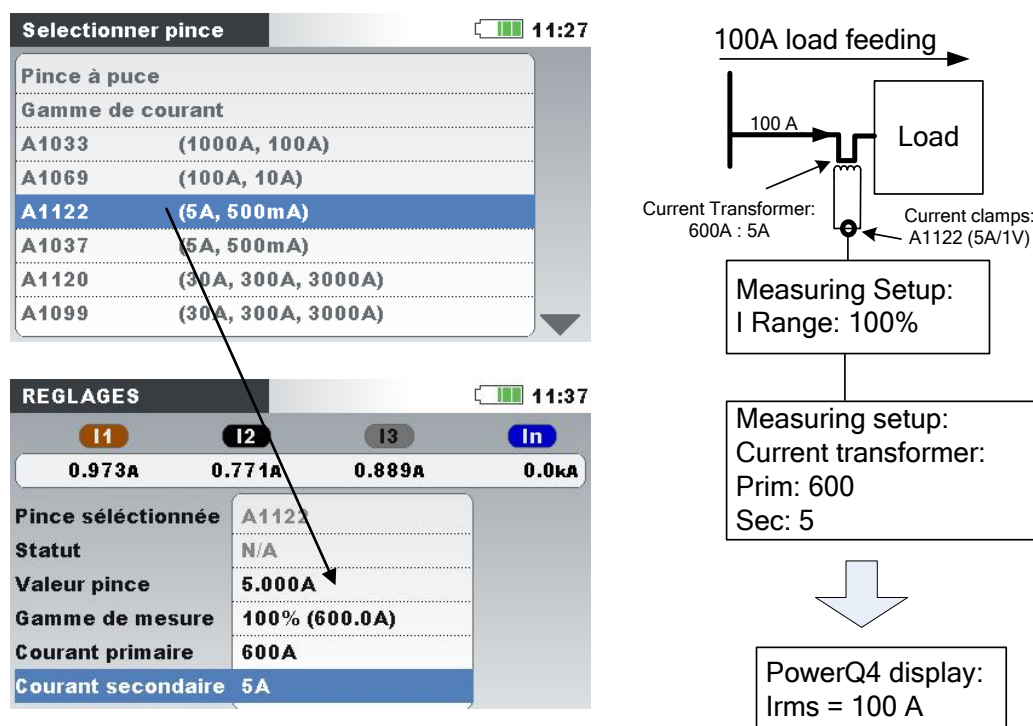 Selectionner pince 11:27
Pince à puce
Gamme de courant
A1033 (1000A, 100A)
A1069 (100A, 10A)
A1122 (5A, 500mA)
A1037 (5A, 500mA)
A1120 (30A, 300A, 3000A)
A1099 (30A, 300A, 3000A)
REGLAGES 11:37
I1 I2 I3 In
0.973A 0.771A 0.889A 0.0kA
Pince séléctionnée A1122
Statut N/A
Valeur pince 5.000A
Gamme de mesure 100% (600.0A)
Courant primaire 600A
Courant secondaire 5A
100A load feeding
100 A
Load
Current Transformer:
600A : 5A
Current clamps:
A1122 (5A/1V)
Measuring Setup:
I Range: 100%
Measuring setup:
Current transformer:
Prim: 600
Sec: 5
PowerQ4 display:
Irms = 100 A